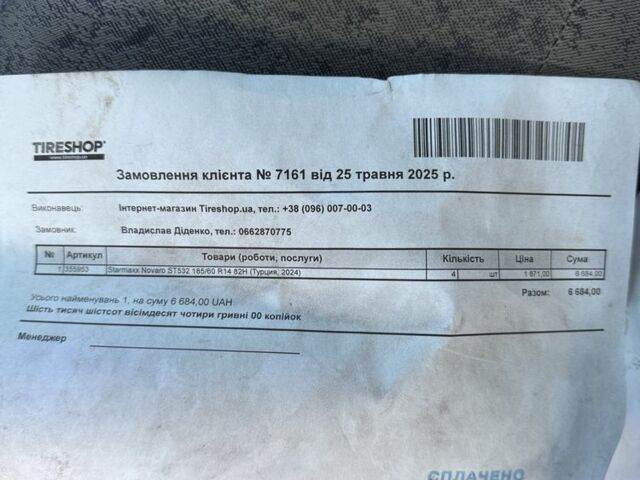 TIRESHOP
www.tireshop.ua
Замовлення клієнта № 7161 від 25 травня 2025 р.
Виконавець: Інтернет-магазин Tireshop.ua, тел.: +38 (096) 007-00-03
Замовник: Владислав Діденко, тел.: 0662870775
№ Артикул Товари (роботи, послуги) Кількість Ціна Сума
1 355953 Starmaxx Novaro ST532 185/60 R14 82H (Турция, 2024) 4 шт 1 671,00 6 684,00
Разом: 6 684,00
Усього найменувань 1, на суму 6 684,00 UAH
Шість тисяч шістсот вісімдесят чотири гривні 00 копійок
Менеджер
СПЛАЧЕНО